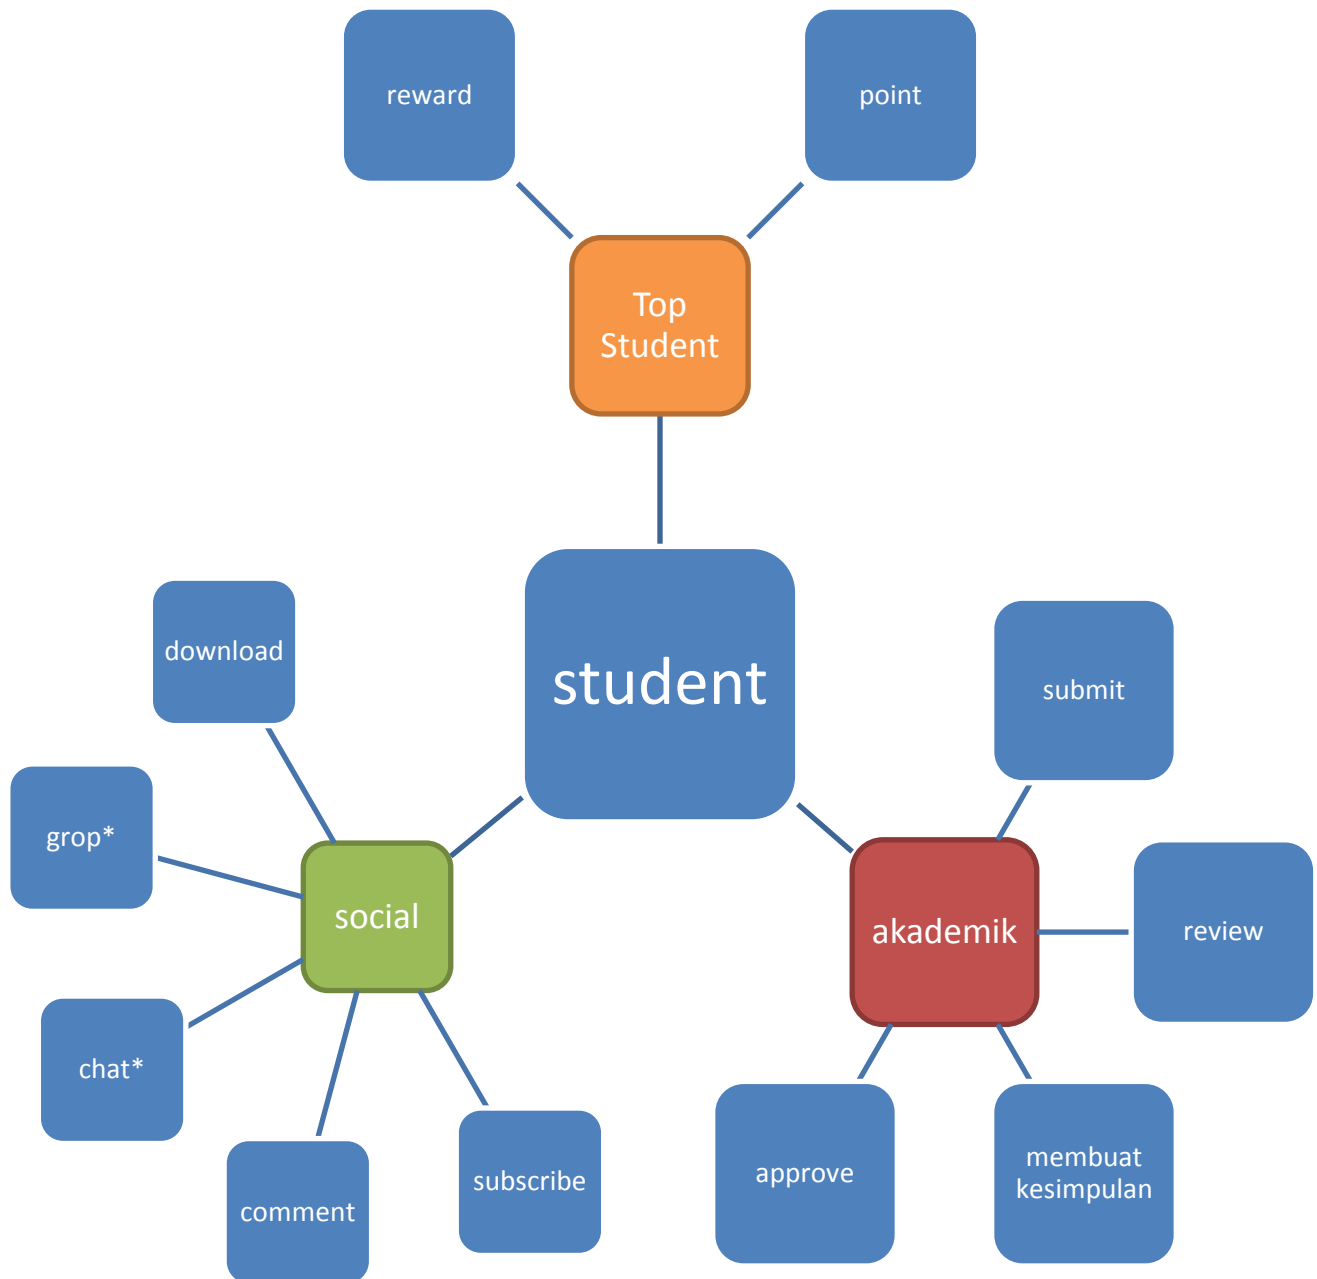 reward
point
Top
Student
student
download
submit
grop*
social
akademik
review
chat*
comment
subscribe
approve
membuat
kesimpulan